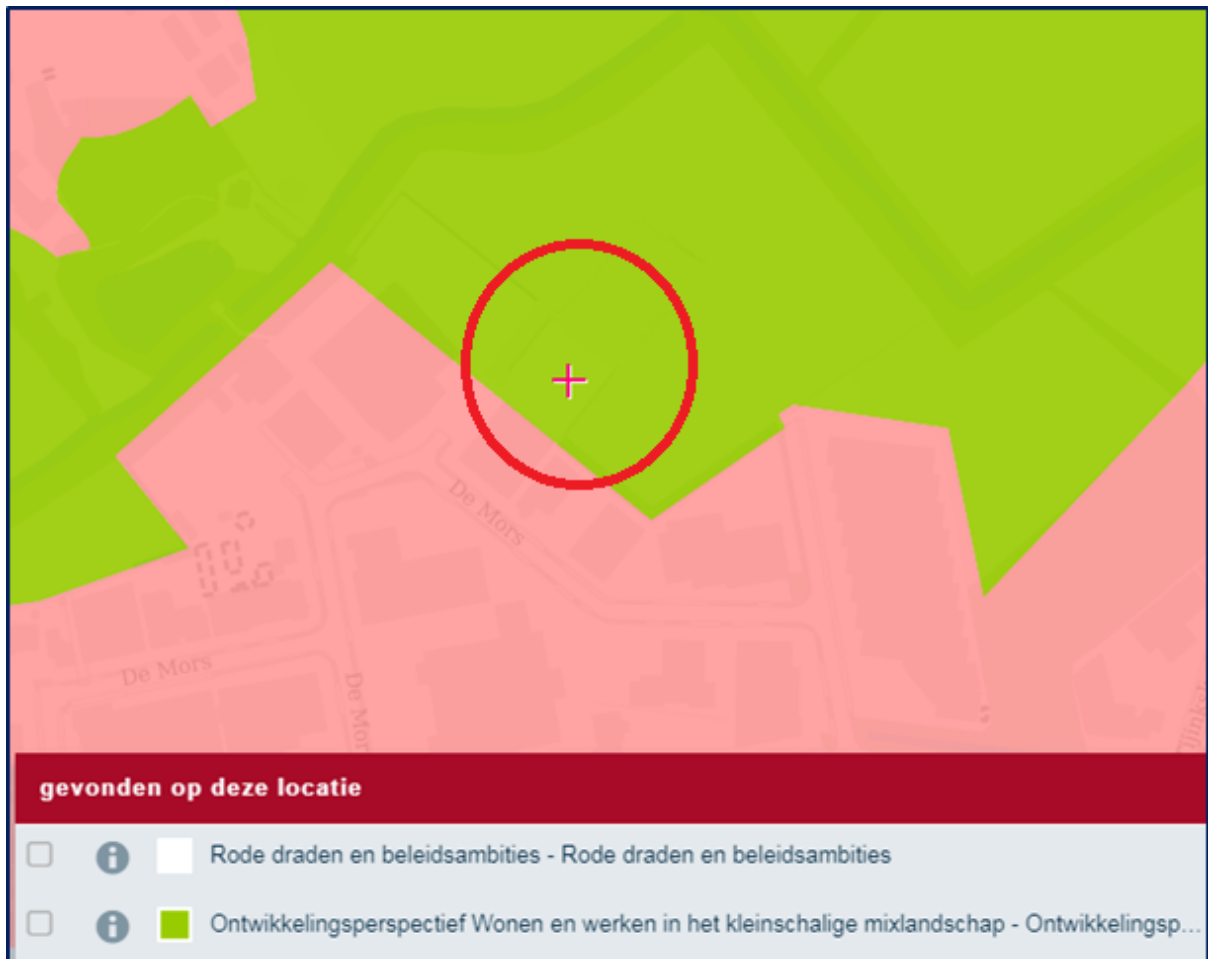 De Mors
De Mors
De Mor
gevonden op deze locatie
Rode draden en beleidsambities - Rode draden en beleidsambities
Ontwikkelingsperspectief Wonen en werken in het kleinschalige mixlandschap - Ontwikkelingsp...